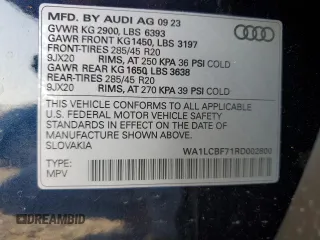 MFD. BY AUDI AG 09 23
GVWR KG 2900, LBS 6393
GAWR FRONT KG1450, LBS 3197
FRONT-TIRES 285/45 R20
9JX20 RIMS, AT 250 KPA 36 PSI COLD
GAWR REAR KG 1650 LBS 3638
REAR-TIRES 285/45 R20
9JX20 RIMS, AT 270 KPA 39 PSI COLD
THIS VEHICLE CONFORMS TO ALL APPLICABLE
U.S. FEDERAL MOTOR VEHICLE SAFETY STANDARDS
IN EFFECT ON THE DATE OF
MANUFACTURE SHOWN ABOVE.
SLOVAKIA WA1LCBF71RD002800
TYPE:
MPV
DREAMBID